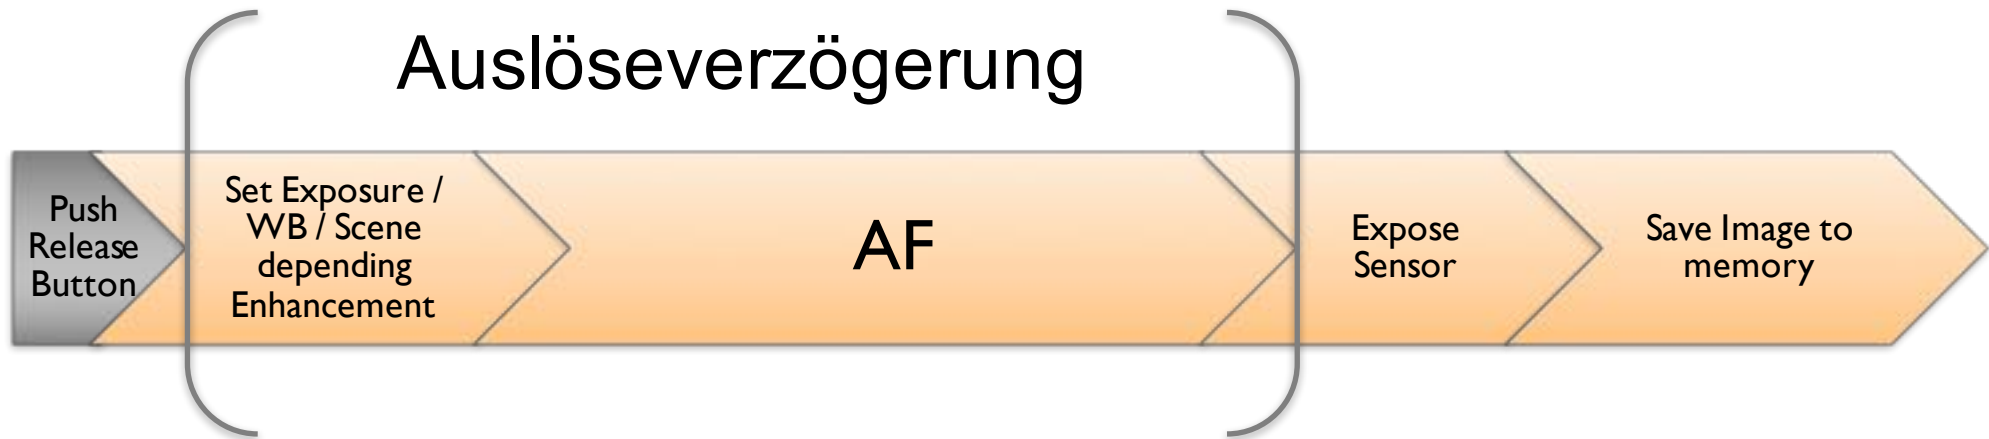 Auslöseverzögerung
Push
Release
Button
Set Exposure /
WB / Scene
depending
Enhancement
AF
Expose
Sensor
Save Image to
memory